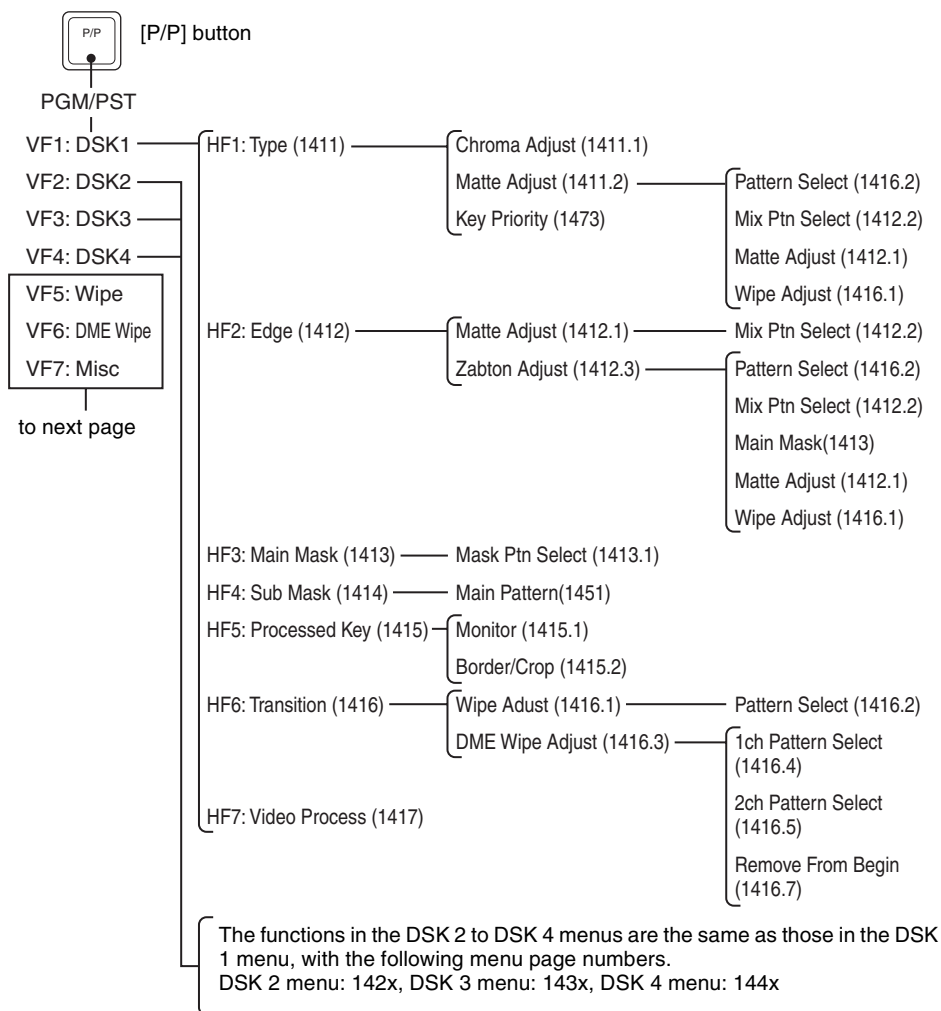 P/P
[P/P] button
PGM/PST
VF1: DSK1
VF2: DSK2
VF3: DSK3
VF4: DSK4
VF5: Wipe
VF6: DME Wipe
VF7: Misc
to next page
HF1: Type (1411)
Chroma Adjust (1411.1)
Matte Adjust (1411.2)
Pattern Select (1416.2)
Mix Ptn Select (1412.2)
Matte Adjust (1412.1)
Wipe Adjust (1416.1)
Key Priority (1473)
HF2: Edge (1412)
Matte Adjust (1412.1)
Mix Ptn Select (1412.2)
Zabton Adjust (1412.3)
Pattern Select (1416.2)
Mix Ptn Select (1412.2)
Main Mask(1413)
Matte Adjust (1412.1)
Wipe Adjust (1416.1)
HF3: Main Mask (1413)
Mask Ptn Select (1413.1)
HF4: Sub Mask (1414)
Main Pattern(1451)
HF5: Processed Key (1415)
Monitor (1415.1)
Border/Crop (1415.2)
HF6: Transition (1416)
Wipe Adust (1416.1)
Pattern Select (1416.2)
DME Wipe Adjust (1416.3)
1ch Pattern Select
(1416.4)
2ch Pattern Select
(1416.5)
Remove From Begin
(1416.7)
HF7: Video Process (1417)
The functions in the DSK 2 to DSK 4 menus are the same as those in the DSK
1 menu, with the following menu page numbers.
DSK 2 menu: 142x, DSK 3 menu: 143x, DSK 4 menu: 144x